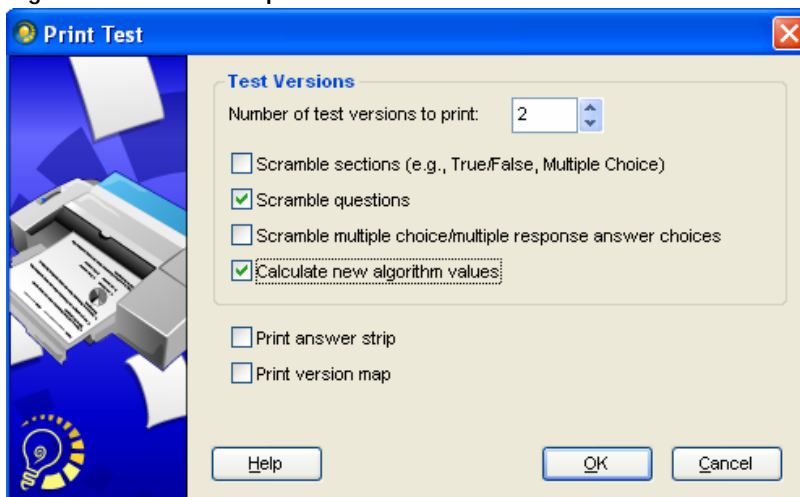 Print Test
Test Versions
Number of test versions to print: 2
Scramble sections (e.g., True/False, Multiple Choice)
Scramble questions
Scramble multiple choice/multiple response answer choices
Calculate new algorithm values
Print answer strip
Print version map
Help OK Cancel